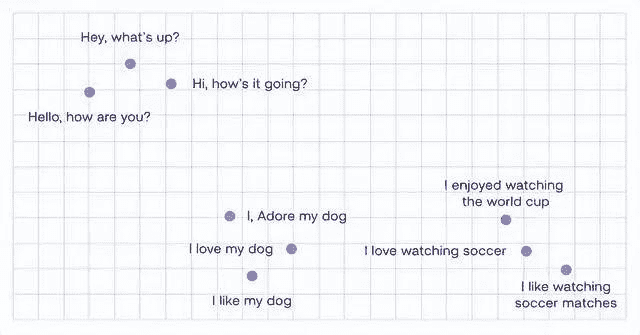 Hey, what's up?
Hi, how's it going?
Hello, how are you?
I enjoyed watching
the world cup
I, Adore my dog
I love my dog
I love watching soccer
I like watching
soccer matches
I like my dog